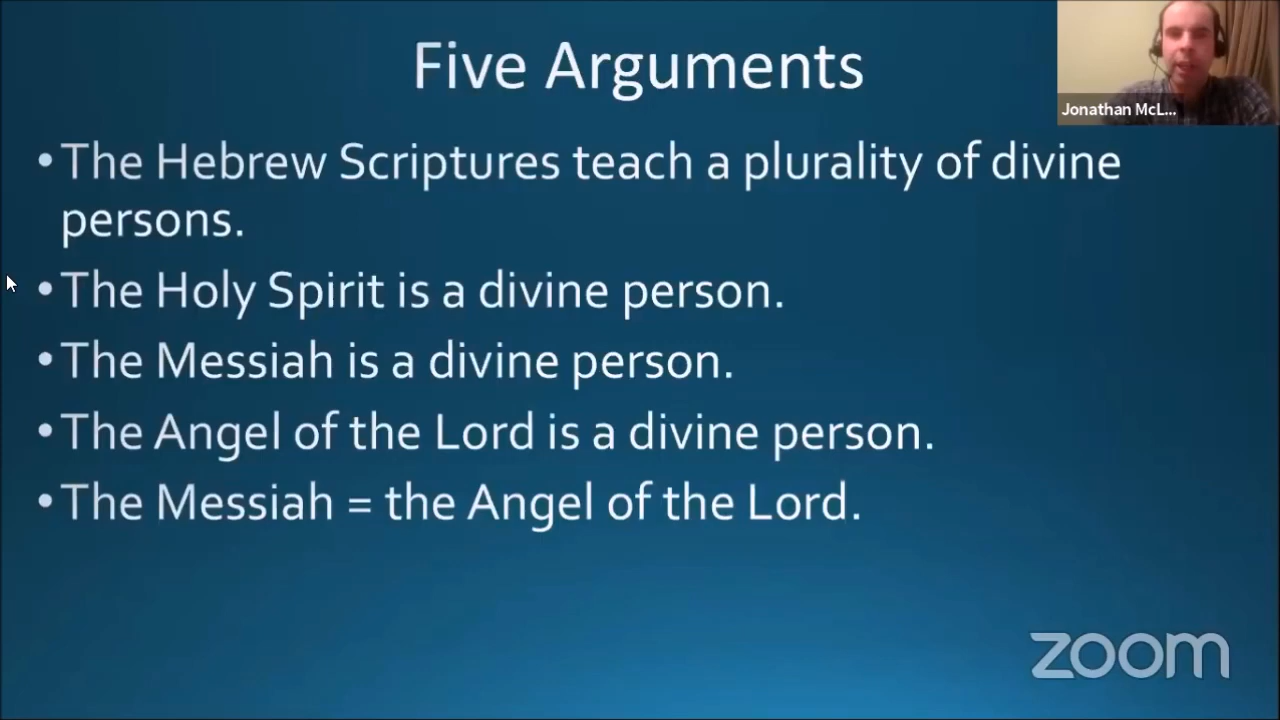 Five Arguments
Jonathan McL...
•The Hebrew Scriptures teach a plurality of divine
persons.
•The Holy Spirit is a divine person.
•The Messiah is a divine person.
•The Angel of the Lord is a divine person.
•The Messiah = the Angel of the Lord.
zoom